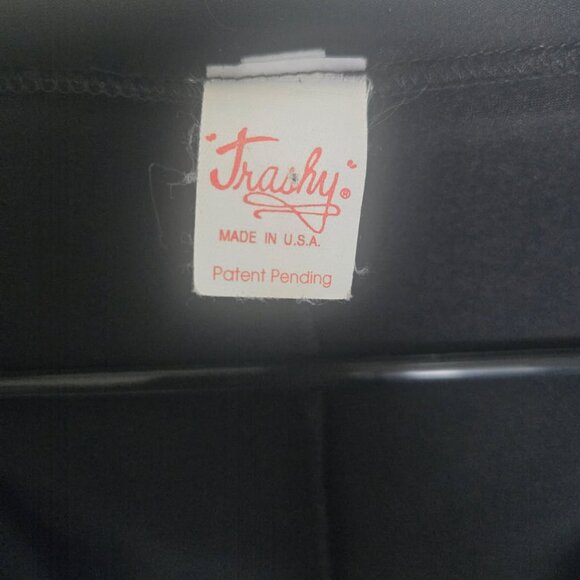 "Trashy"®
MADE IN U.S.A.
Patent Pending